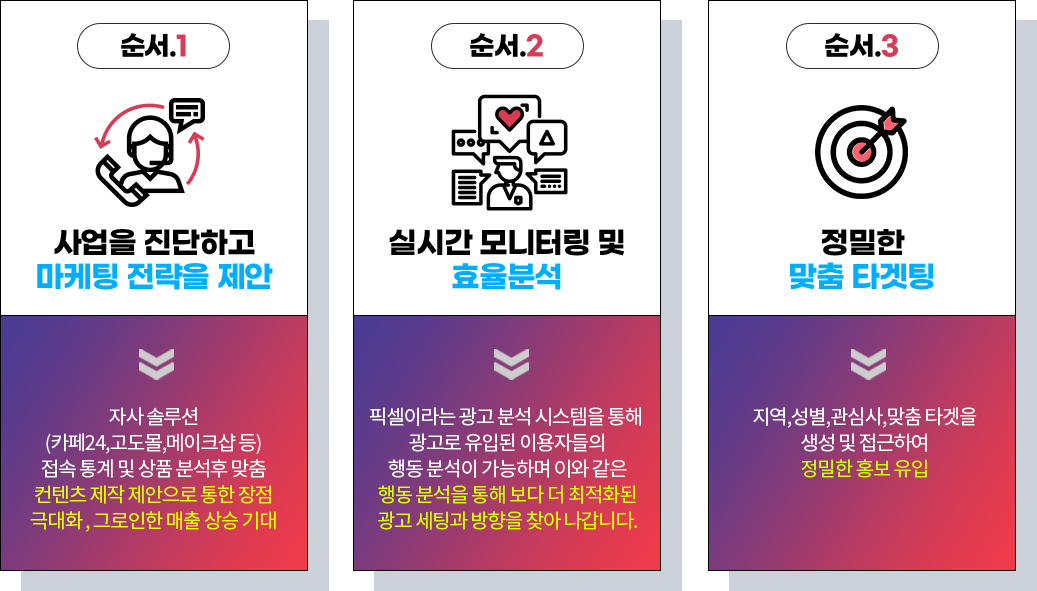 순서.1
사업을 진단하고
마케팅 전략을 제안
자사 솔루션
(카페24,고도몰,메이크샵 등)
접속 통계 및 상품 분석후 맞춤
컨텐츠 제작 제안으로 통한 장점
극대화 , 그로인한 매출 상승 기대
순서.2
실시간 모니터링 및
효율분석
픽셀이라는 광고 분석 시스템을 통해
광고로 유입된 이용자들의
행동 분석이 가능하며 이와 같은
행동 분석을 통해 보다 더 최적화된
광고 세팅과 방향을 찾아 나갑니다.
순서.3
정밀한
맞춤 타겟팅
지역,성별,관심사,맞춤 타겟을
생성 및 접근하여
정밀한 홍보 유입